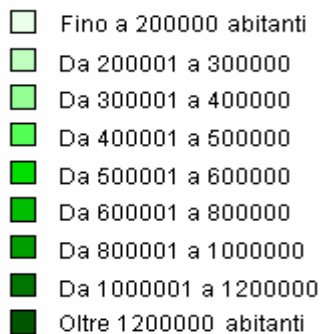 Fino a 200000 abitanti
Da 200001 a 300000
Da 300001 a 400000
Da 400001 a 500000
Da 500001 a 600000
Da 600001 a 800000
Da 800001 a 1000000
Da 1000001 a 1200000
Oltre 1200000 abitanti